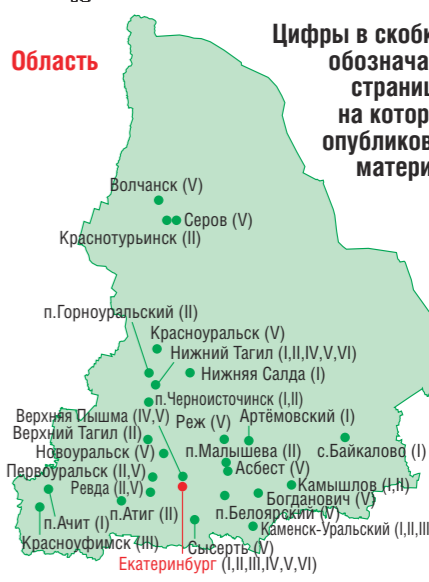 Область
Цифры в скобк
обознача
страниц
на котор
опубликов
матери
Волчанск (V)
Серов (V)
Краснотурьинск (II)
п.Горноуральский (II)
Красноуральск (V)
Нижний Тагил (I,II,IV,V,VI)
Нижняя Салда (I)
п.Черноисточинск (I,II)
Верхняя Пышма (IV,V)
Реж (V)
Артёмовский (I)
Верхний Тагил (II)
п.Малышева (II)
с.Байкалово (I)
Новоуральск (V)
Асбест (V)
Первоуральск (II,V)
Камышлов (I,II)
Ревда (II,V)
Богданович (V)
п.Ачит (I)
п.Атиг (II)
п.Белоярский (V)
Каменск-Уральский (I,II,III
Красноуфимск (III)
Сысерть (V)
Екатеринбург (I,II,III,IV,V,VI)